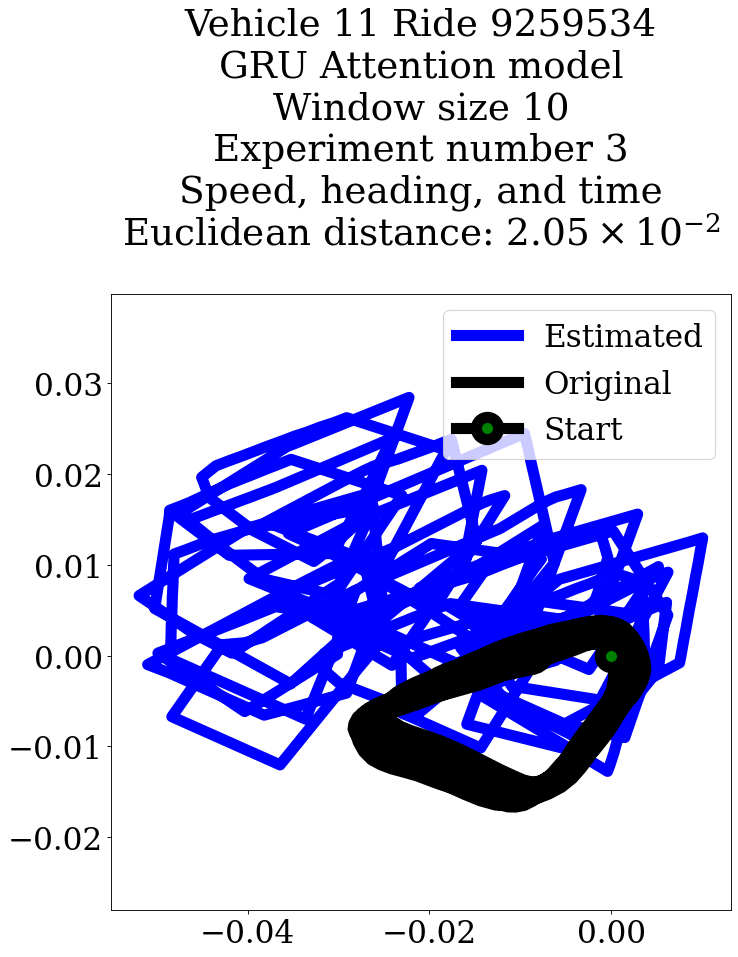 Vehicle 11 Ride 9259534
GRU Attention model
Window size 10
Experiment number 3
Speed, heading, and time
Euclidean distance: 2.05 × 10⁻²
Estimated
Original
Start
0.03
0.02
0.01
0.00
−0.01
−0.02
−0.04
−0.02
0.00